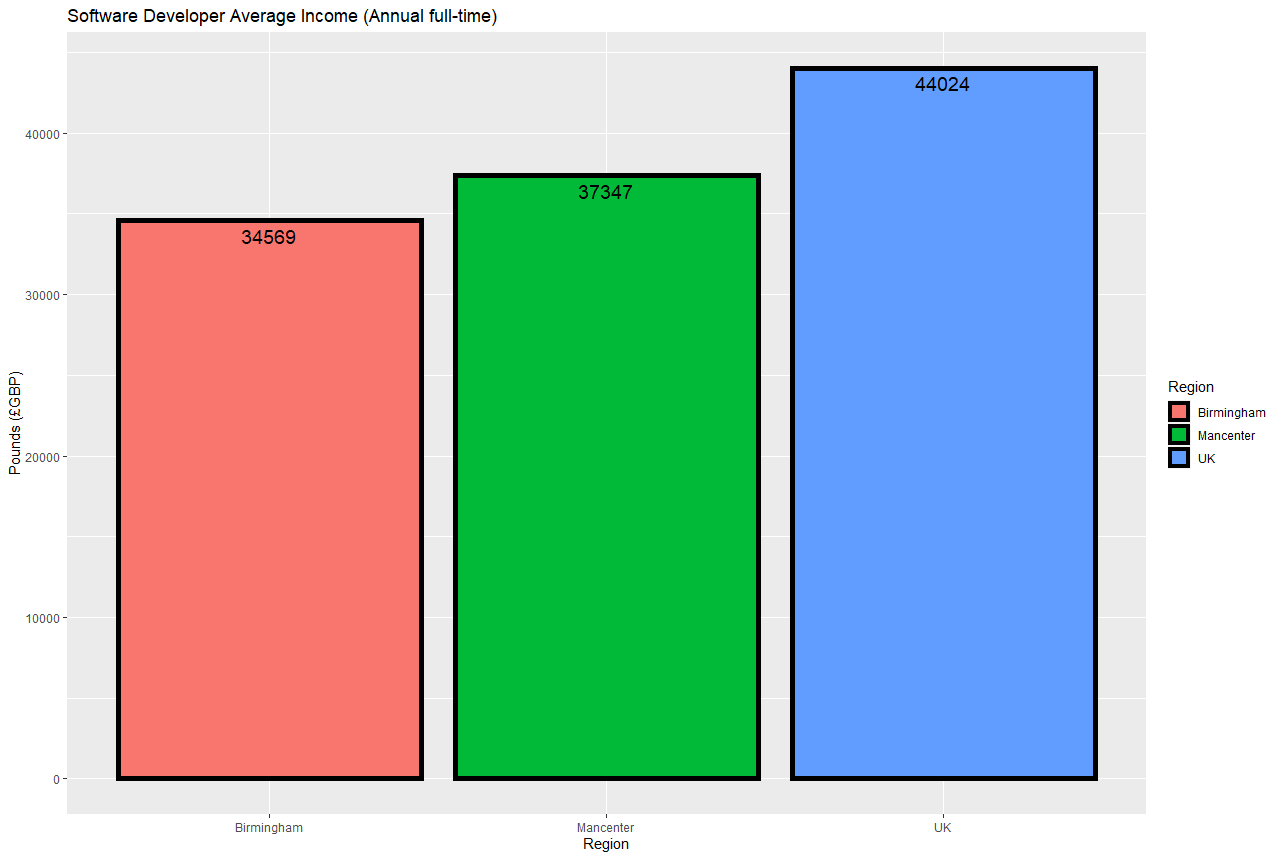 Software Developer Average Income (Annual full-time)
Pounds (£GBP)
40000
30000
20000
10000
0
34569
37347
44024
Birmingham
Mancenter
UK
Region
Region
Birmingham
Mancenter
UK